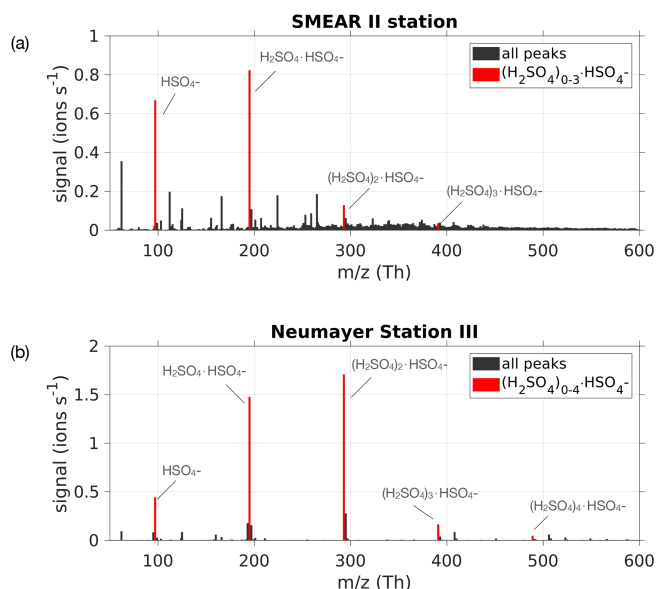 SMEAR II station
(a)
1
0.8
0.6
0.4
0.2
0
signal (ions s⁻¹)
HSO₄-
H₂SO₄·HSO₄-
(H₂SO₄)₂·HSO₄-
(H₂SO₄)₃·HSO₄-
all peaks
(H₂SO₄)₀₋₃·HSO₄-
100 200 300 400 500 600
m/z (Th)
Neumayer Station III
(b)
2
1.5
1
0.5
0
signal (ions s⁻¹)
H₂SO₄·HSO₄-
(H₂SO₄)₂·HSO₄-
HSO₄-
(H₂SO₄)₃·HSO₄-
(H₂SO₄)₄·HSO₄-
all peaks
(H₂SO₄)₀₋₄·HSO₄-
100 200 300 400 500 600
m/z (Th)